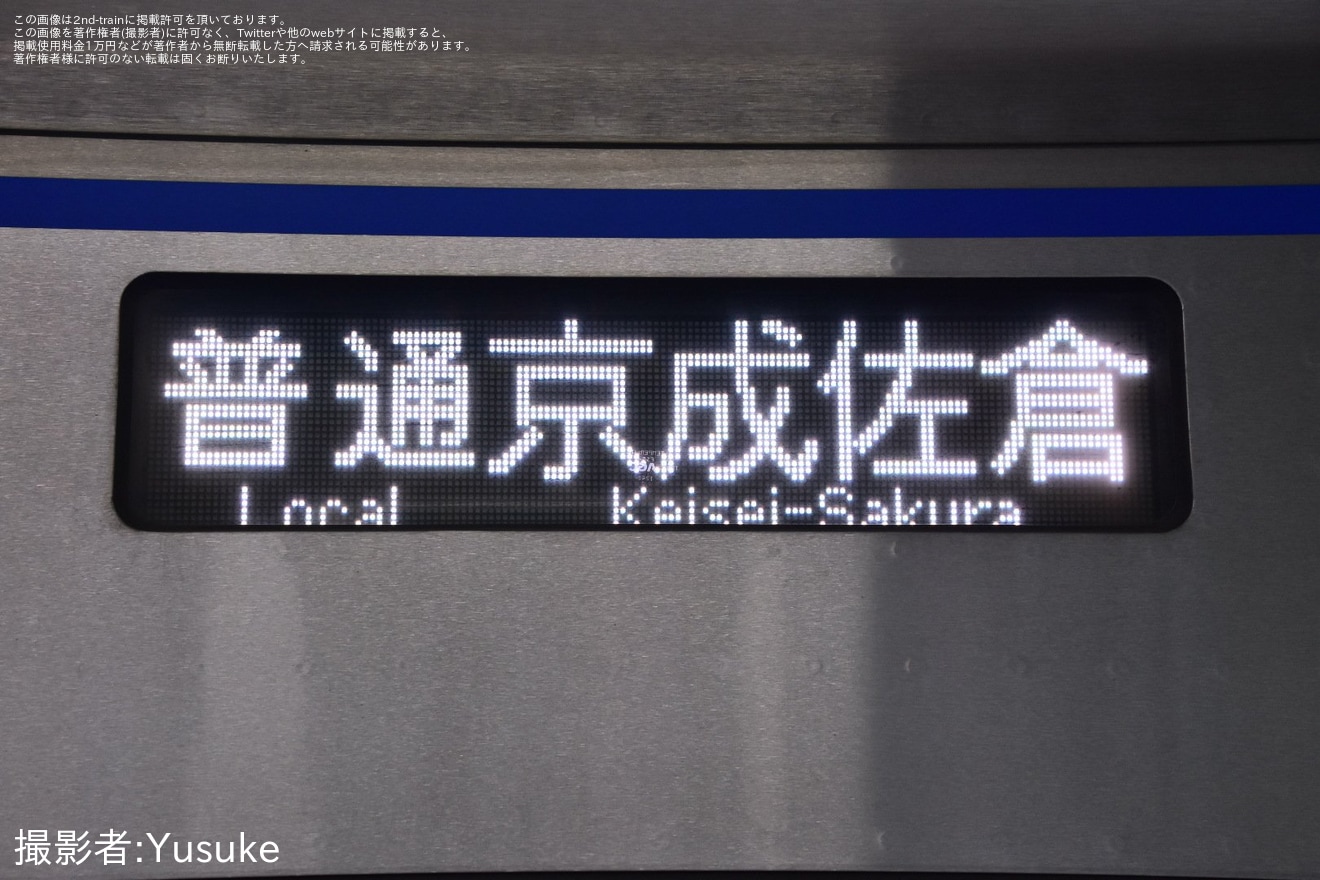 この画像は2nd-trainに掲載許可を頂いております。
この画像を著作権者(撮影者)に許可なく、Twitterや他のwebサイトに掲載すると、
掲載使用料金1万円などが著作者から無断転載した方へ請求される可能性があります。
著作権者様に許可のない転載は固くお断りいたします。
普通京成佐倉
Local Keisei-Sakura
撮影者:Yusuke